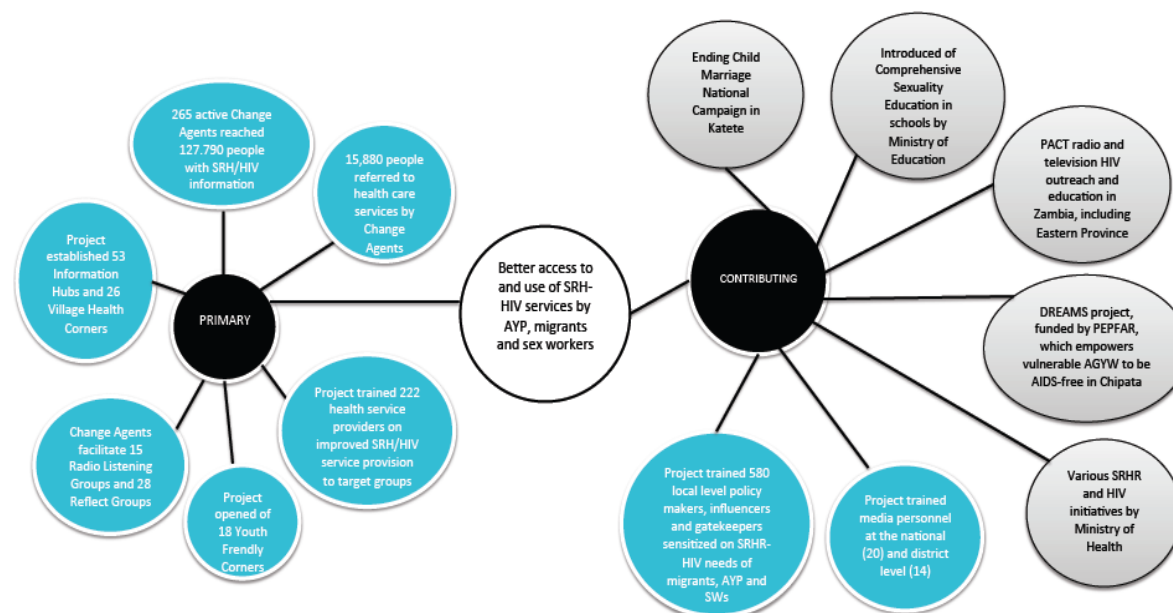 265 active Change
Agents reached
127.790 people
with SRH/HIV
information
15,880 people
referred to
health care
services by
Change
Agents
Project
established 53
Information
Hubs and 26
Village Health
Corners
PRIMARY
Change Agents
facilitate 15
Radio Listening
Groups and 28
Reflect Groups
Project
opened of
18 Youth
Frendly
Corners
Project trained 222
health service
providers on
improved SRH/HIV
service provision
to target groups
Better access to
and use of SRH-
HIV services by
AYP, migrants
and sex workers
CONTRIBUTING
Ending Child
Marriage
National
Campaign in
Katete
Introduced of
Comprehensive
Sexuality
Education in
schools by
Ministry of
Education
PACT radio and
television HIV
outreach and
education in
Zambia, including
Eastern Province
DREAMS project,
funded by PEPFAR,
which empowers
vulnerable AGYW to be
AIDS-free in Chipata
Various SRHR
and HIV
initiatives by
Ministry of
Health
Project trained
media personnel
at the national
(20) and district
level (14)
Project trained 580
local level policy
makers, influencers
and gatekeepers
sensitized on SRHR-
HIV needs of
migrants, AYP and
SWs